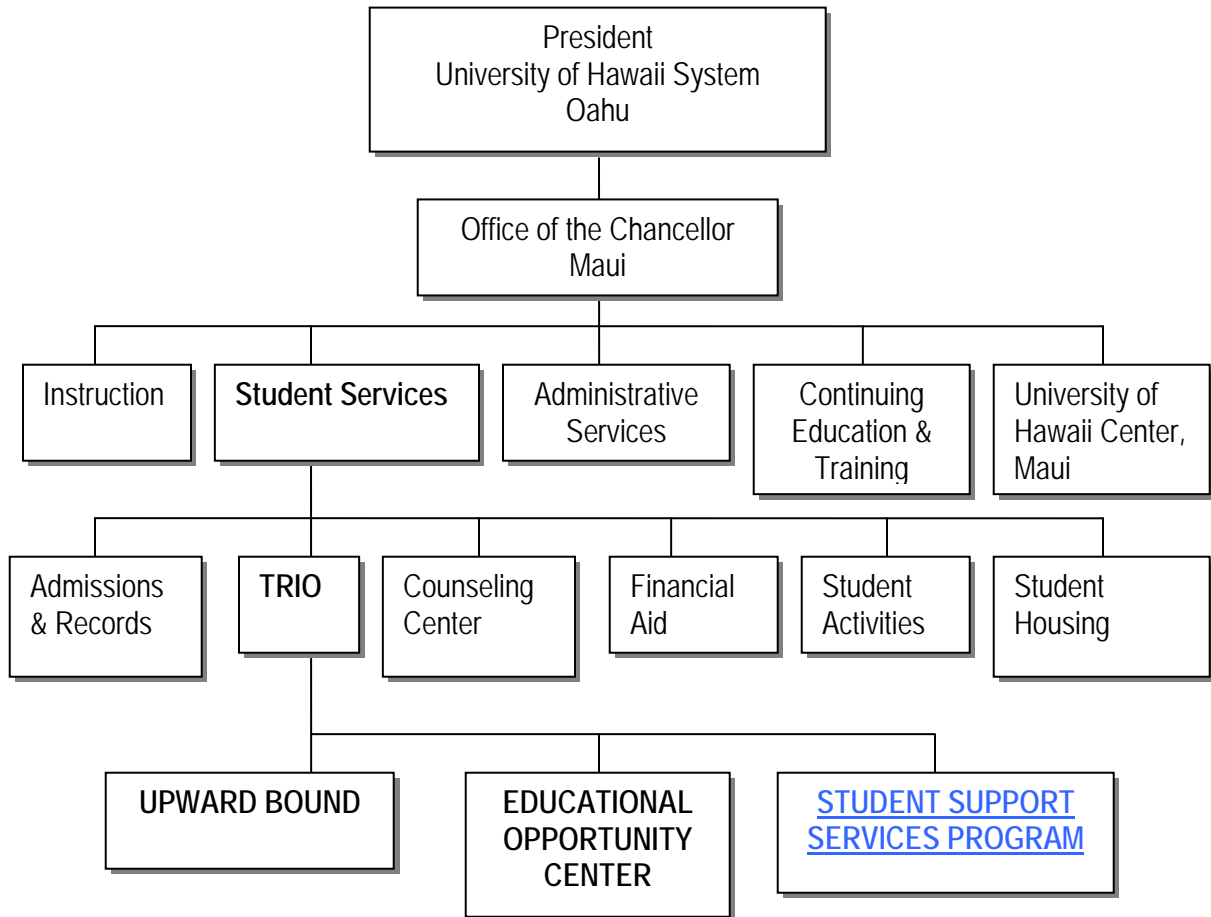 President
University of Hawaii System
Oahu
Office of the Chancellor
Maui
Instruction
Student Services
Administrative
Services
Continuing
Education &
Training
University of
Hawaii Center,
Maui
Admissions
& Records
TRIO
Counseling
Center
Financial
Aid
Student
Activities
Student
Housing
UPWARD BOUND
EDUCATIONAL
OPPORTUNITY
CENTER
STUDENT SUPPORT
SERVICES PROGRAM